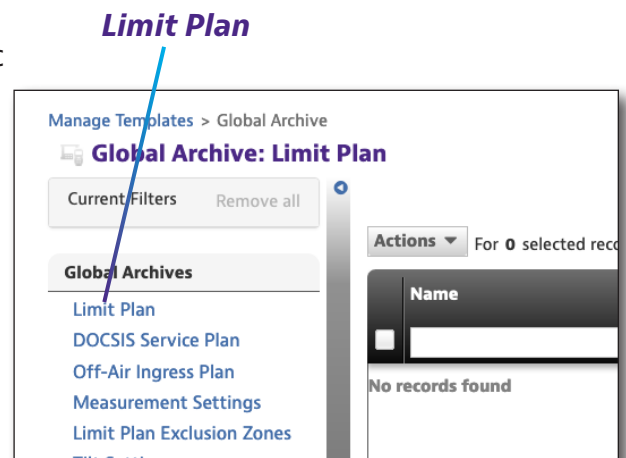 Limit Plan
Manage Templates > Global Archive
Global Archive: Limit Plan
Current Filters Remove all
Actions For 0 selected
Global Archives
Name
Limit Plan
DOCSIS Service Plan
Off-Air Ingress Plan
No records found
Measurement Settings
Limit Plan Exclusion Zones